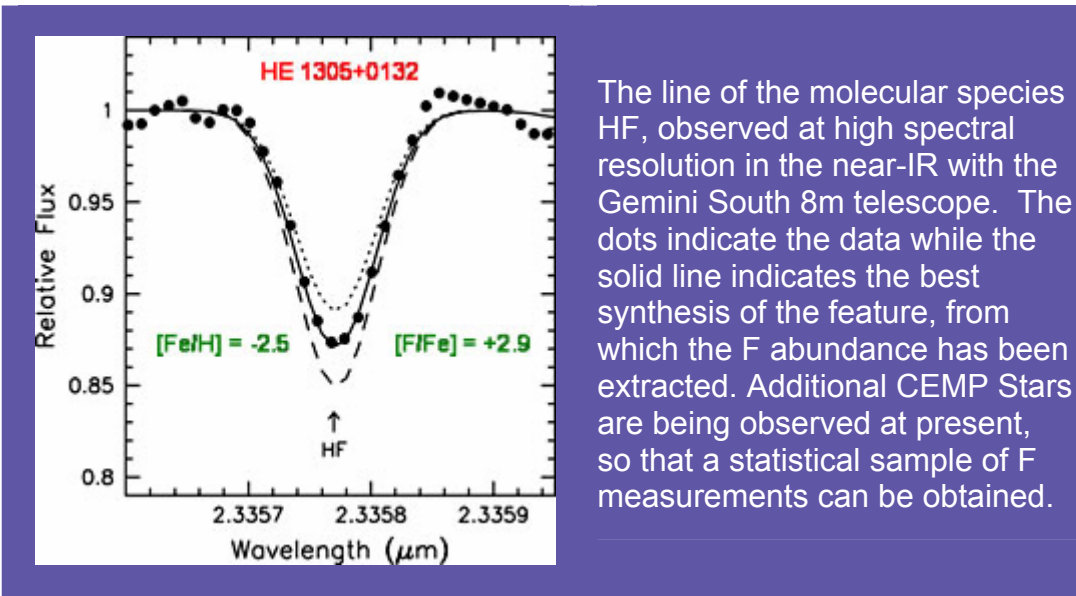 HE 1305+0132
1
0.95
0.9
0.85
0.8
Relative Flux
[Fe/H] = -2.5
[F/Fe] = +2.9
↑
HF
2.3357
2.3358
2.3359
Wavelength (μm)
The line of the molecular species
HF, observed at high spectral
resolution in the near-IR with the
Gemini South 8m telescope. The
dots indicate the data while the
solid line indicates the best
synthesis of the feature, from
which the F abundance has been
extracted. Additional CEMP Stars
are being observed at present,
so that a statistical sample of F
measurements can be obtained.